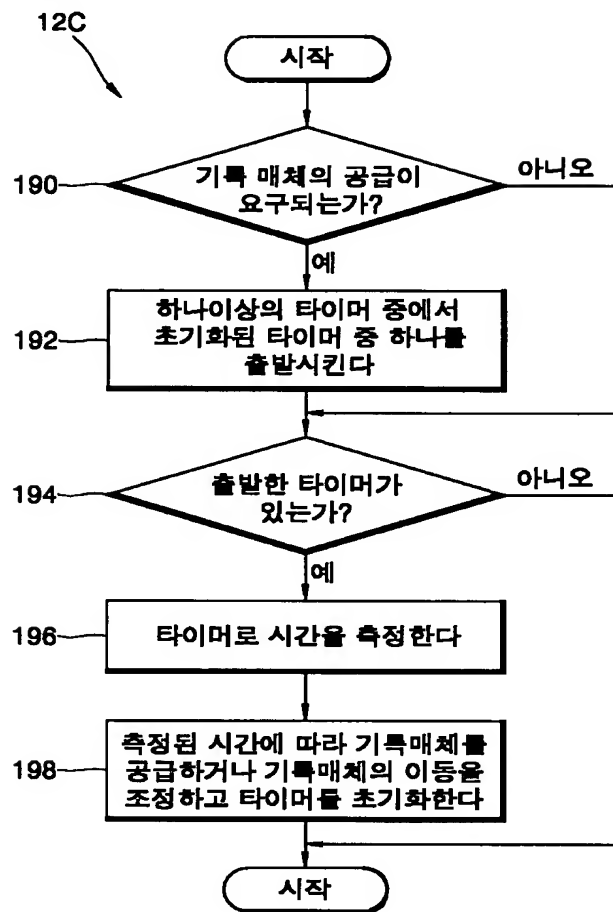 12C
시작
190
기록 매체의 공급이
요구되는가?
아니오
예
192
하나이상의 타이머 중에서
초기화된 타이머 중 하나를
출발시킨다
194
출발한 타이머가
있는가?
아니오
예
196
타이머로 시간을 측정한다
198
측정된 시간에 따라 기록매체를
공급하거나 기록매체의 이동을
조정하고 타이머를 초기화한다
시작